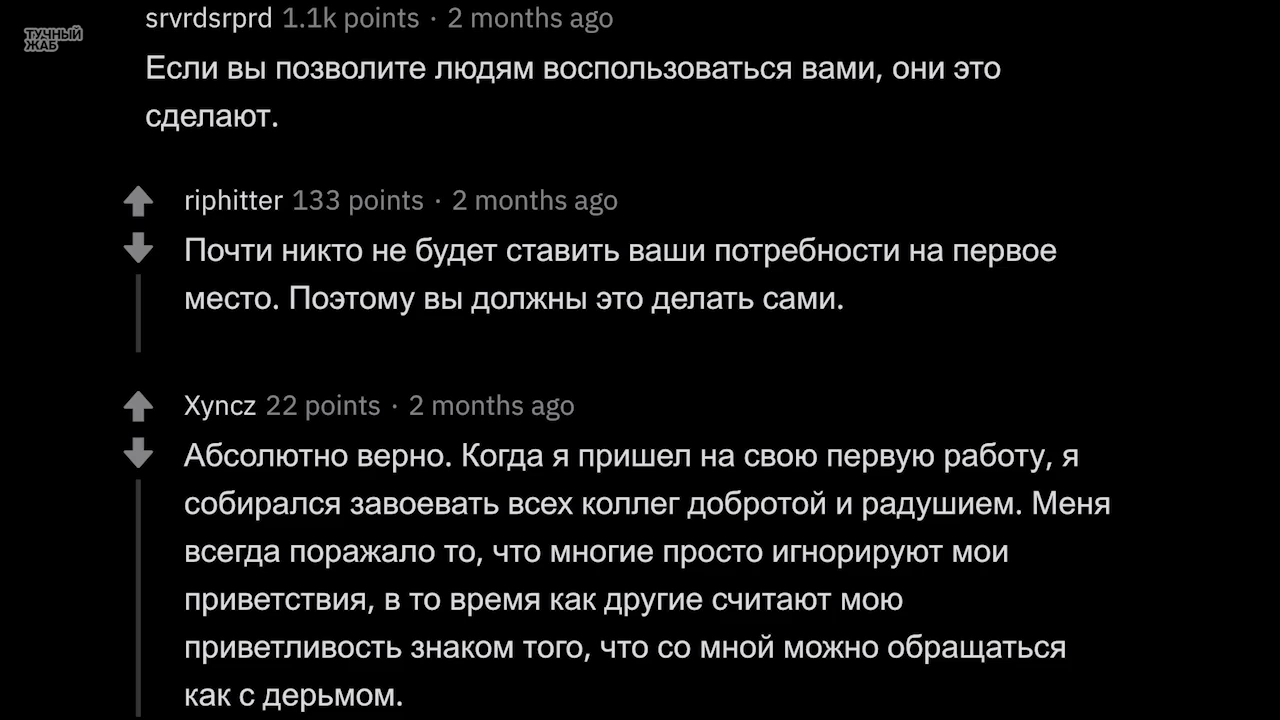 ТУЧНЫЙ
ЖАБ
srvrdsrprd 1.1k points · 2 months ago
Если вы позволите людям воспользоваться вами, они это
сделают.
riphitter 133 points · 2 months ago
Почти никто не будет ставить ваши потребности на первое
место. Поэтому вы должны это делать сами.
Xyncz 22 points · 2 months ago
Абсолютно верно. Когда я пришел на свою первую работу, я
собирался завоевать всех коллег добротой и радушием. Меня
всегда поражало то, что многие просто игнорируют мои
приветствия, в то время как другие считают мою
приветливость знаком того, что со мной можно обращаться
как с дерьмом.